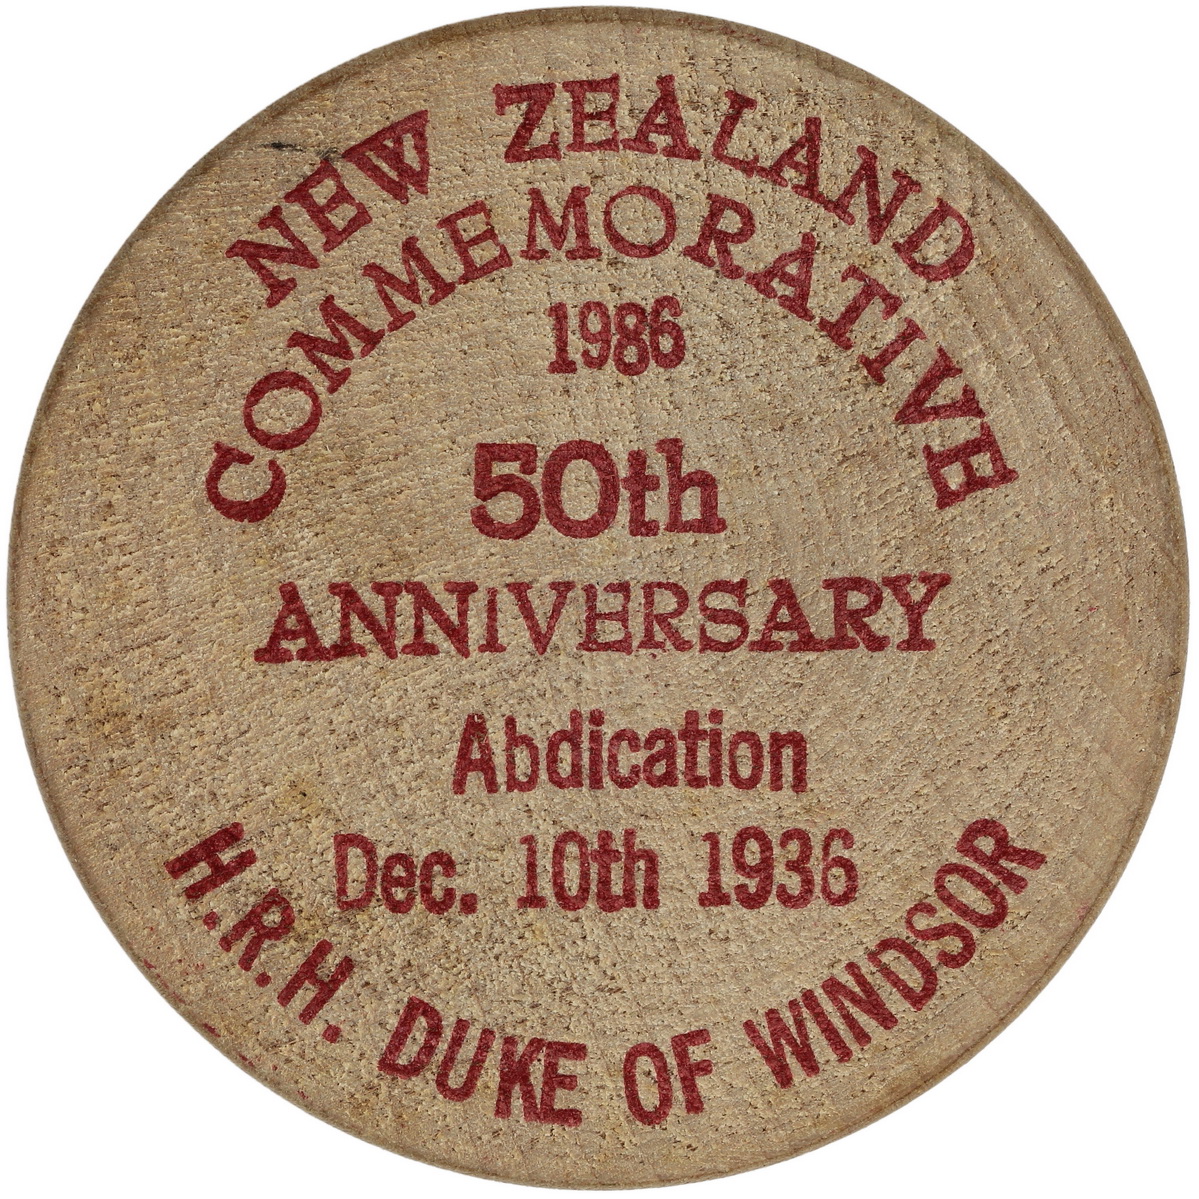 NEW ZEALAND
COMMEMORATIVE
1986
50th
ANNIVERSARY
Abdication
Dec. 10th 1936
H.R.H. DUKE OF WINDSOR